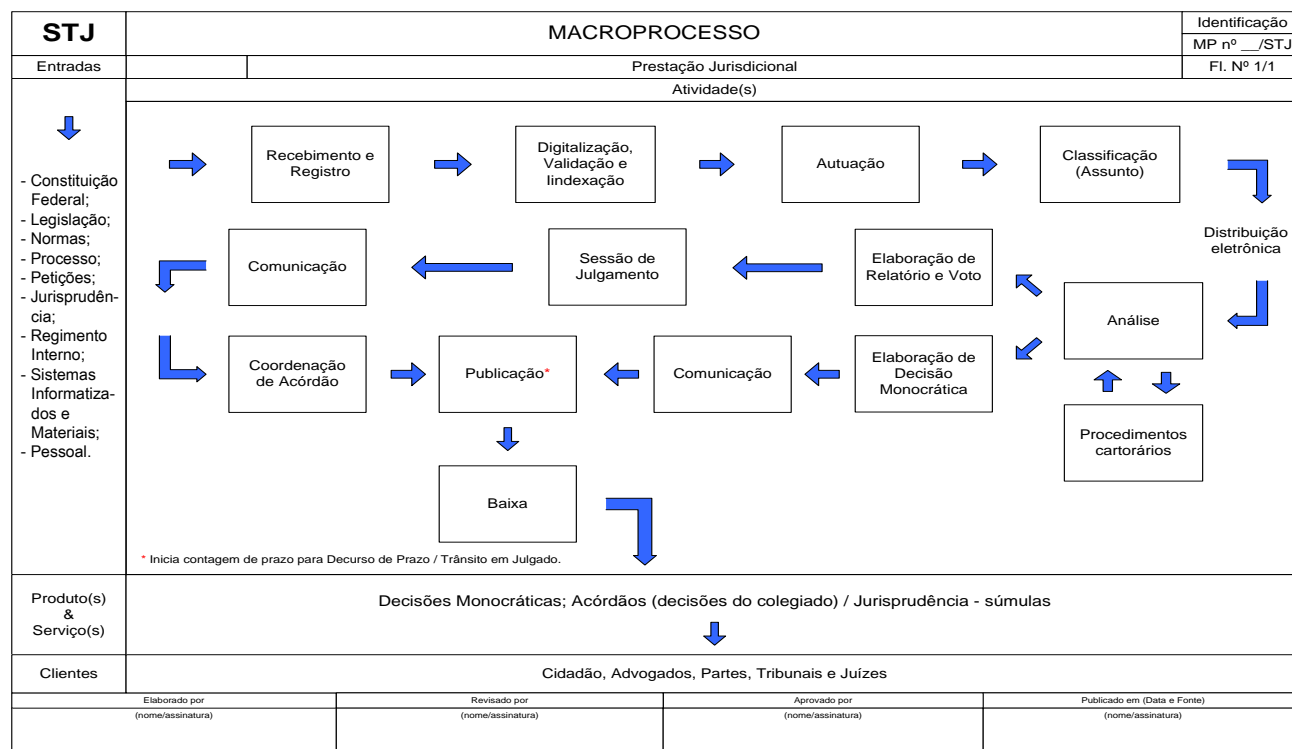 STJ
MACROPROCESSO
Identificação
MP nº __/STJ
Entradas
Prestação Jurisdicional
Fl. Nº 1/1
Atividade(s)
- Constituição
Federal;
- Legislação;
- Normas;
- Processo;
- Petições;
- Jurisprudên-
cia;
- Regimento
Interno;
- Sistemas
Informatiza-
dos e
Materiais;
- Pessoal.
Recebimento e
Registro
Digitalização,
Validação e
Iindexação
Autuação
Classificação
(Assunto)
Distribuição
eletrônica
Comunicação
Sessão de
Julgamento
Elaboração de
Relatório e Voto
Análise
Coordenação
de Acórdão
Publicação*
Comunicação
Elaboração de
Decisão
Monocrática
Procedimentos
cartorários
Baixa
* Inicia contagem de prazo para Decurso de Prazo / Trânsito em Julgado.
Produto(s)
&
Serviço(s)
Decisões Monocráticas; Acórdãos (decisões do colegiado) / Jurisprudência - súmulas
Clientes
Cidadão, Advogados, Partes, Tribunais e Juízes
Elaborado por
Revisado por
Aprovado por
Publicado em (Data e Fonte)
(nome/assinatura)
(nome/assinatura)
(nome/assinatura)
(nome/assinatura)